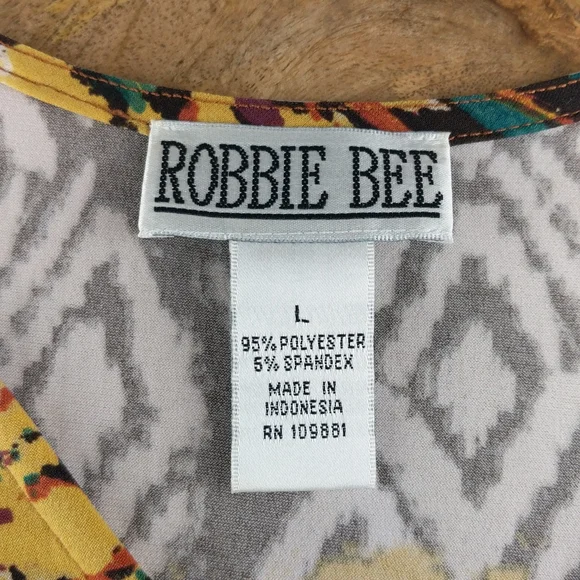 ROBBIE BEE
L
95% POLYESTER
5% SPANDEX
MADE IN
INDONESIA
RN 109881